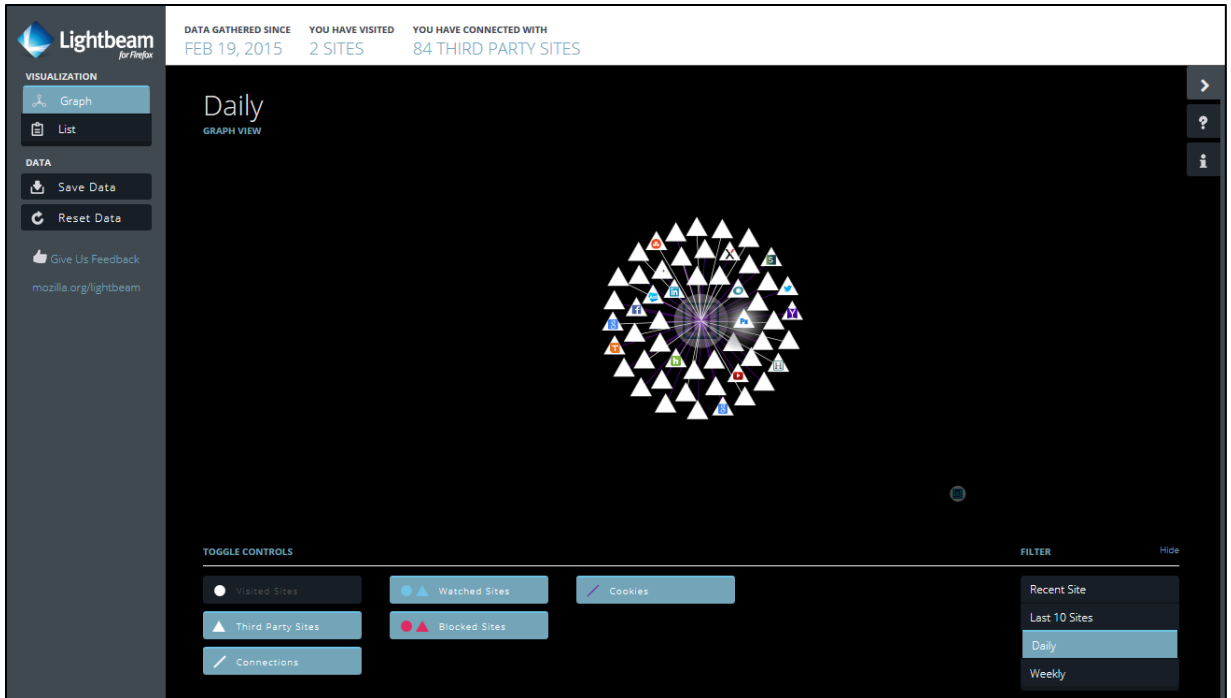 Lightbeam
for Firefox
DATA GATHERED SINCE YOU HAVE VISITED YOU HAVE CONNECTED WITH
FEB 19, 2015 2 SITES 84 THIRD PARTY SITES
VISUALIZATION
Graph
List
DATA
Save Data
Reset Data
Give Us Feedback
mozilla.org/lightbeam
Daily
GRAPH VIEW
TOGGLE CONTROLS
Visited Sites
Watched Sites
Cookies
Third Party Sites
Blocked Sites
Connections
FILTER Hide
Recent Site
Last 10 Sites
Daily
Weekly